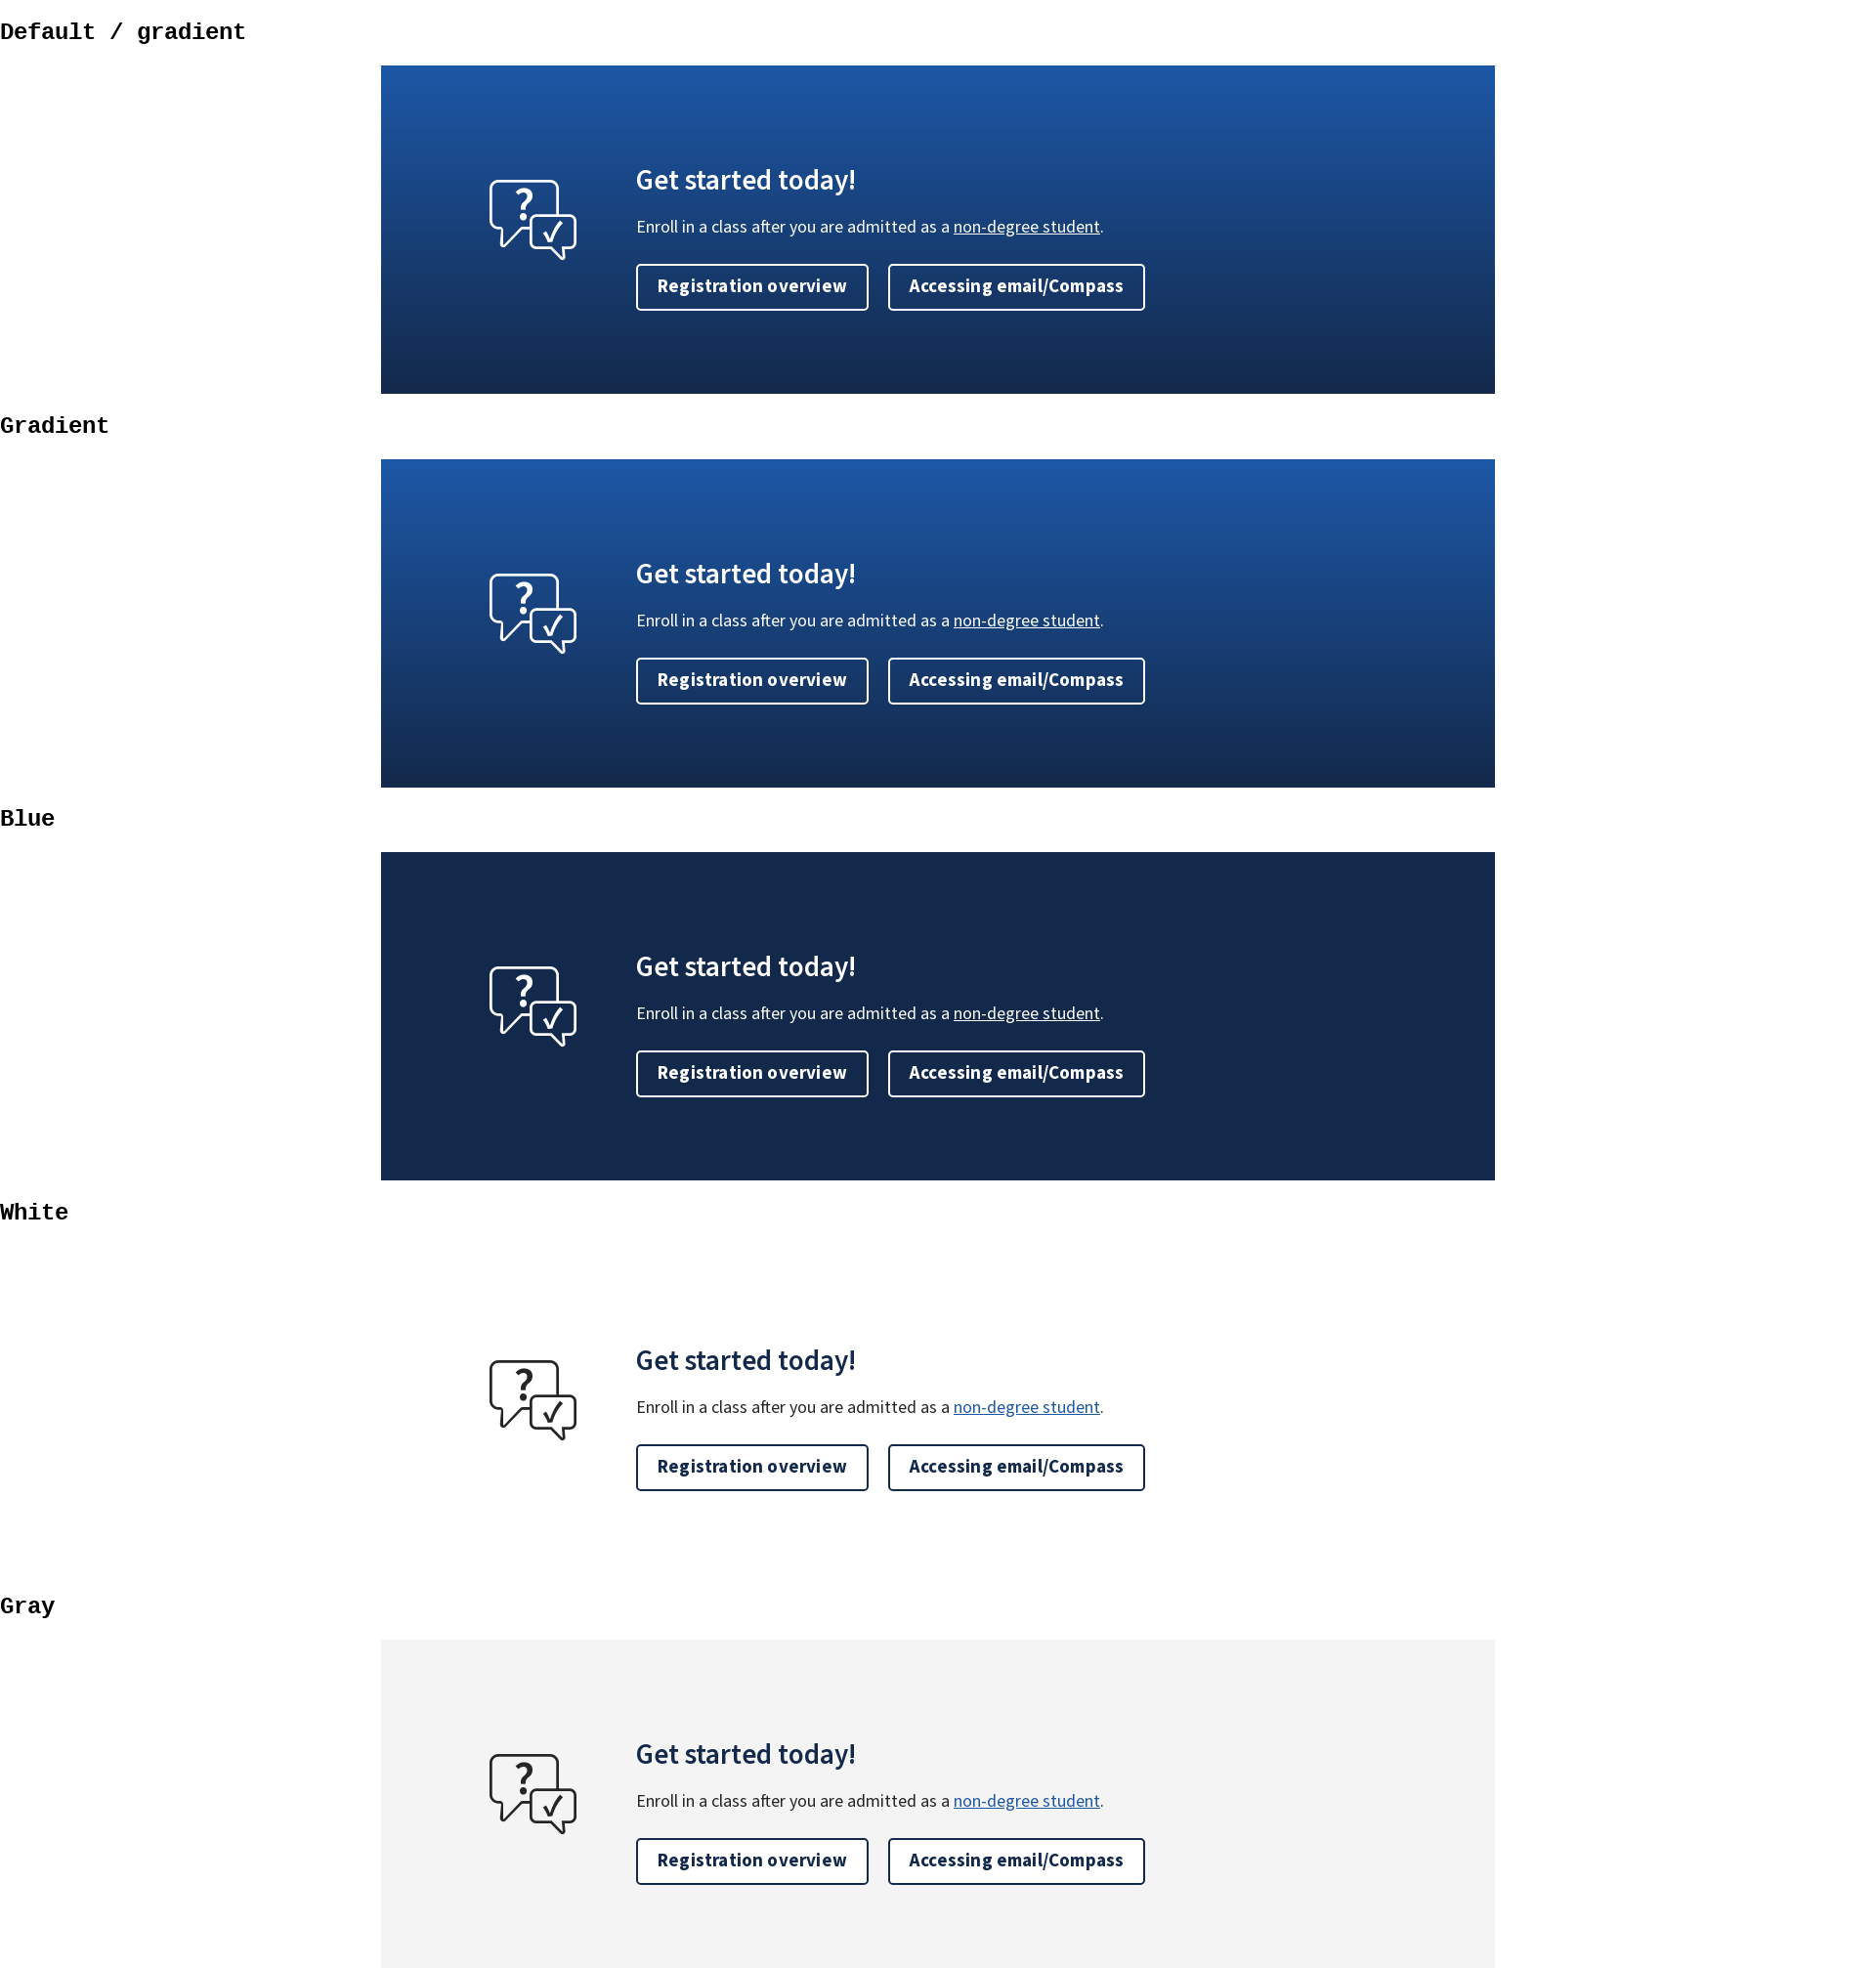 Default / gradient
Get started today!
Enroll in a class after you are admitted as a non-degree student.
Registration overview
Accessing email/Compass
Gradient
Get started today!
Enroll in a class after you are admitted as a non-degree student.
Registration overview
Accessing email/Compass
Blue
Get started today!
Enroll in a class after you are admitted as a non-degree student.
Registration overview
Accessing email/Compass
White
Get started today!
Enroll in a class after you are admitted as a non-degree student.
Registration overview
Accessing email/Compass
Gray
Get started today!
Enroll in a class after you are admitted as a non-degree student.
Registration overview
Accessing email/Compass